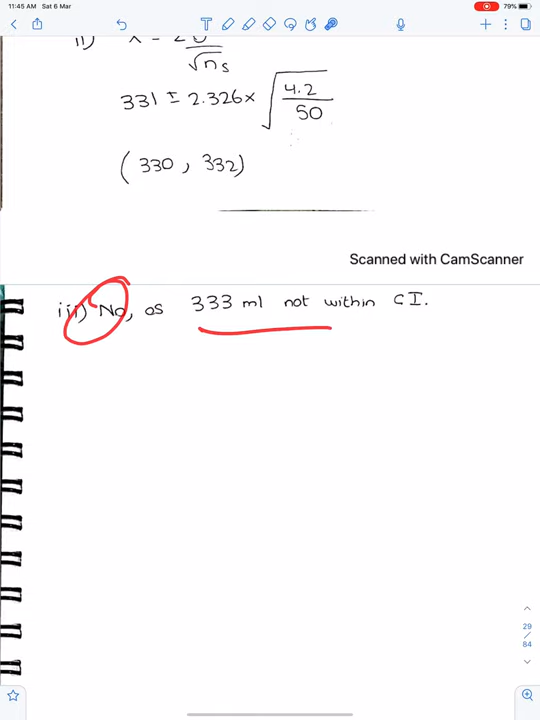 11:45 AM Sat 6 Mar 79%
√n_s
331 ± 2.326 × √(4.2/50)
(330, 332)
Scanned with CamScanner
iii) No, as 333 ml not within CI.
29
/
84